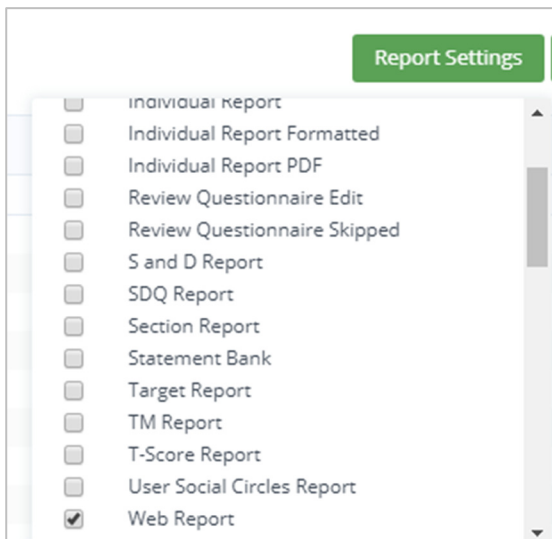 Report Settings
Individual Report
Individual Report Formatted
Individual Report PDF
Review Questionnaire Edit
Review Questionnaire Skipped
S and D Report
SDQ Report
Section Report
Statement Bank
Target Report
TM Report
T-Score Report
User Social Circles Report
Web Report